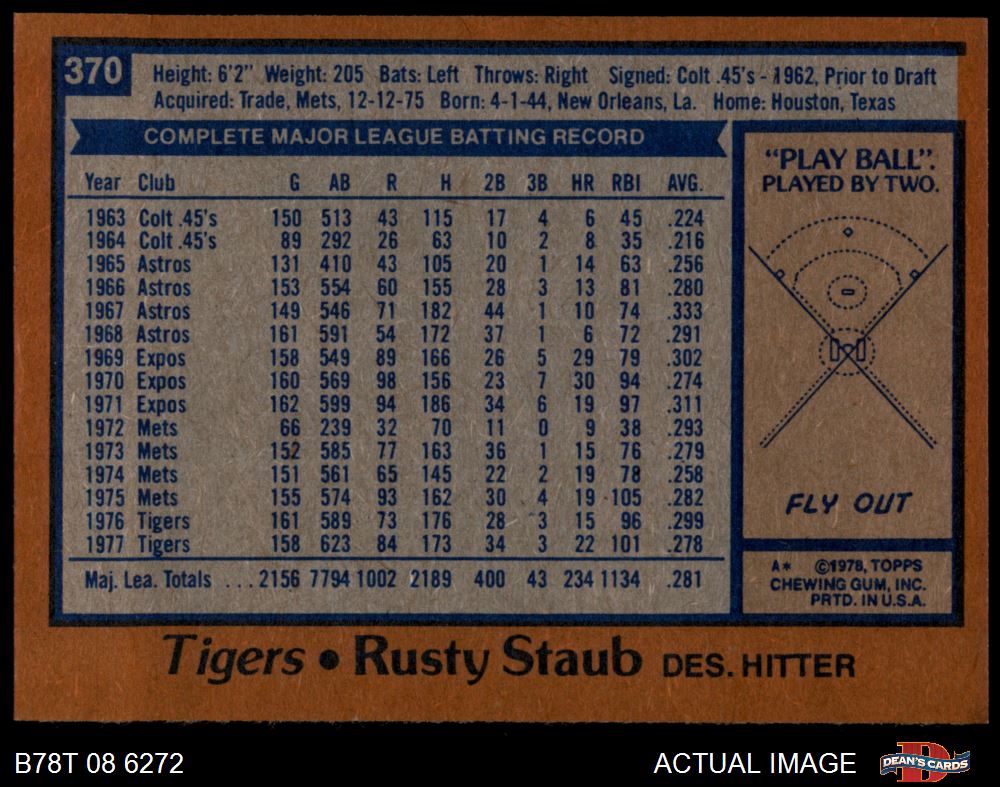 370
Height: 6'2" Weight: 205 Bats: Left Throws: Right Signed: Colt .45's - 1962, Prior to Draft
Acquired: Trade, Mets, 12-12-75 Born: 4-1-44, New Orleans, La. Home: Houston, Texas
COMPLETE MAJOR LEAGUE BATTING RECORD
Year Club G AB R H 2B 3B HR RBI AVG.
1963 Colt .45's 150 513 43 115 17 4 6 45 .224
1964 Colt .45's 89 292 26 63 10 2 8 35 .216
1965 Astros 131 410 43 105 20 1 14 63 .256
1966 Astros 153 554 60 155 28 3 13 81 .280
1967 Astros 149 546 71 182 44 1 10 74 .333
1968 Astros 161 591 54 172 37 1 6 72 .291
1969 Expos 158 549 89 166 26 5 29 79 .302
1970 Expos 160 569 98 156 23 7 30 94 .274
1971 Expos 162 599 94 186 34 6 19 97 .311
1972 Mets 66 239 32 70 11 0 9 38 .293
1973 Mets 152 585 77 163 36 1 15 76 .279
1974 Mets 151 561 65 145 22 2 19 78 .258
1975 Mets 155 574 93 162 30 4 19 105 .282
1976 Tigers 161 589 73 176 28 3 15 96 .299
1977 Tigers 158 623 84 173 34 3 22 101 .278
Maj. Lea. Totals ... 2156 7794 1002 2189 400 43 234 1134 .281
"PLAY BALL".
PLAYED BY TWO.
FLY OUT
A* ©1978, TOPPS
CHEWING GUM, INC.
PRTD. IN U.S.A.
Tigers • Rusty Staub DES. HITTER
B78T 08 6272
ACTUAL IMAGE
DEAN'S CARDS